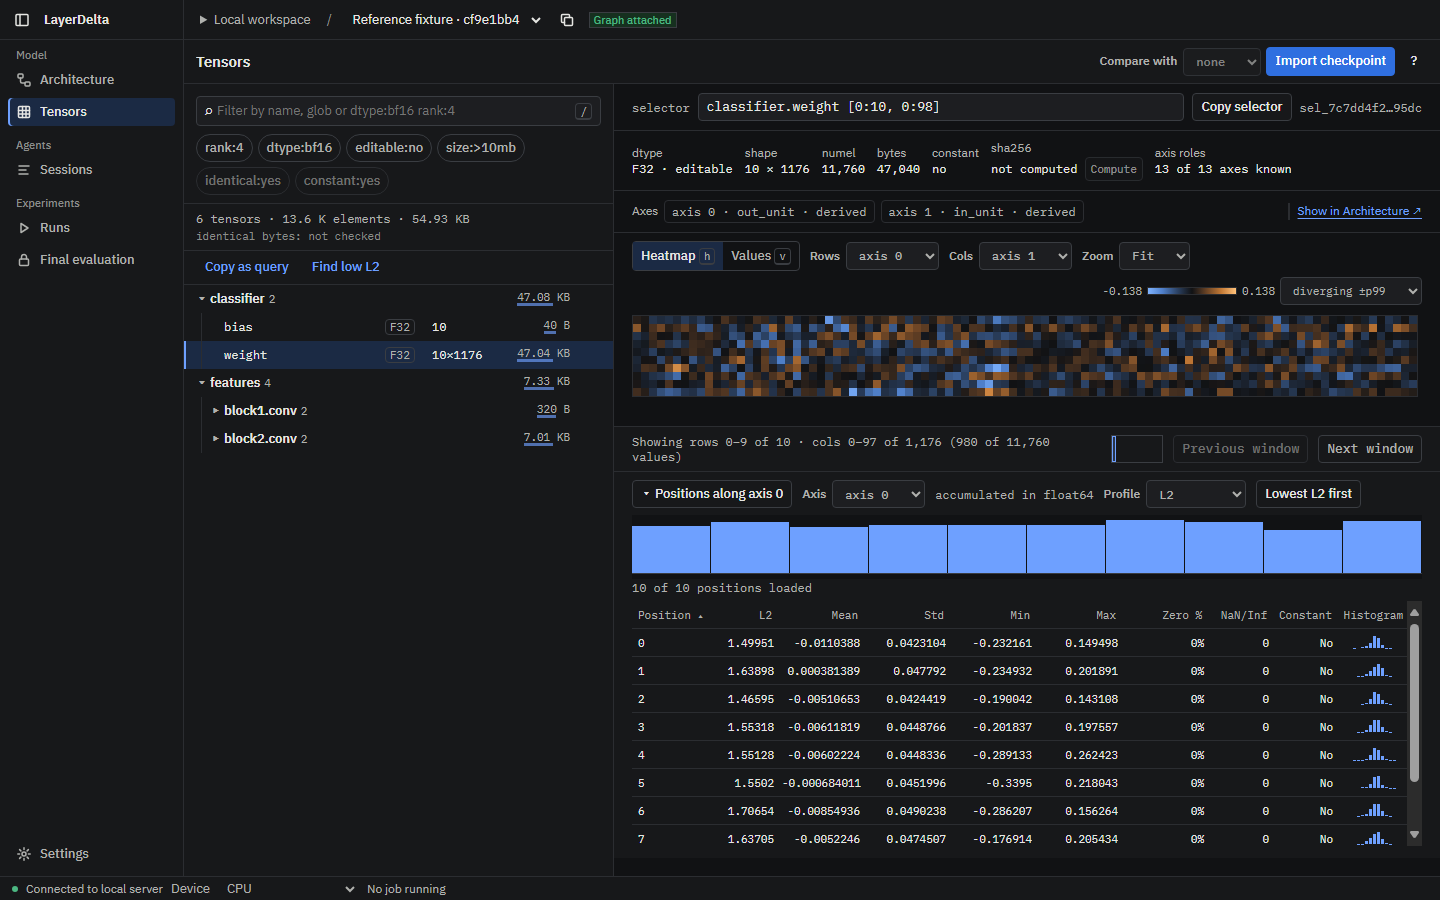 LayerDelta
Local workspace / Reference fixture · cf9e1bb4 Graph attached
Model
Architecture
Tensors
Agents
Sessions
Experiments
Runs
Final evaluation
Settings
Tensors
Compare with none Import checkpoint ?
Filter by name, glob or dtype:bf16 rank:4 /
rank:4 dtype:bf16 editable:no size:>10mb
identical:yes constant:yes
6 tensors · 13.6 K elements · 54.93 KB
identical bytes: not checked
Copy as query Find low L2
classifier 2 47.08 KB
bias F32 10 40 B
weight F32 10×1176 47.04 KB
features 4 7.33 KB
block1.conv 2 320 B
block2.conv 2 7.01 KB
selector classifier.weight [0:10, 0:98] Copy selector sel_7c7dd4f2…95dc
dtype shape numel bytes constant sha256 axis roles
F32 · editable 10 × 1176 11,760 47,040 no not computed Compute 13 of 13 axes known
Axes axis 0 · out_unit · derived axis 1 · in_unit · derived Show in Architecture ↗
Heatmap h Values v Rows axis 0 Cols axis 1 Zoom Fit
-0.138 0.138 diverging ±p99
Showing rows 0–9 of 10 · cols 0–97 of 1,176 (980 of 11,760
values)
Previous window Next window
Positions along axis 0 Axis axis 0 accumulated in float64 Profile L2 Lowest L2 first
10 of 10 positions loaded
Position ▴ L2 Mean Std Min Max Zero % NaN/Inf Constant Histogram
0 1.49951 -0.0110388 0.0423104 -0.232161 0.149498 0% 0 No
1 1.63898 0.000381389 0.047792 -0.234932 0.201891 0% 0 No
2 1.46595 -0.00510653 0.0424419 -0.190042 0.143108 0% 0 No
3 1.55318 -0.00611819 0.0448766 -0.201837 0.197557 0% 0 No
4 1.55128 -0.00602224 0.0448336 -0.289133 0.262423 0% 0 No
5 1.5502 -0.000684011 0.0451996 -0.3395 0.218043 0% 0 No
6 1.70654 -0.00854936 0.0490238 -0.286207 0.156264 0% 0 No
7 1.63705 -0.0052246 0.0474507 -0.176914 0.205434 0% 0 No
Connected to local server Device CPU No job running